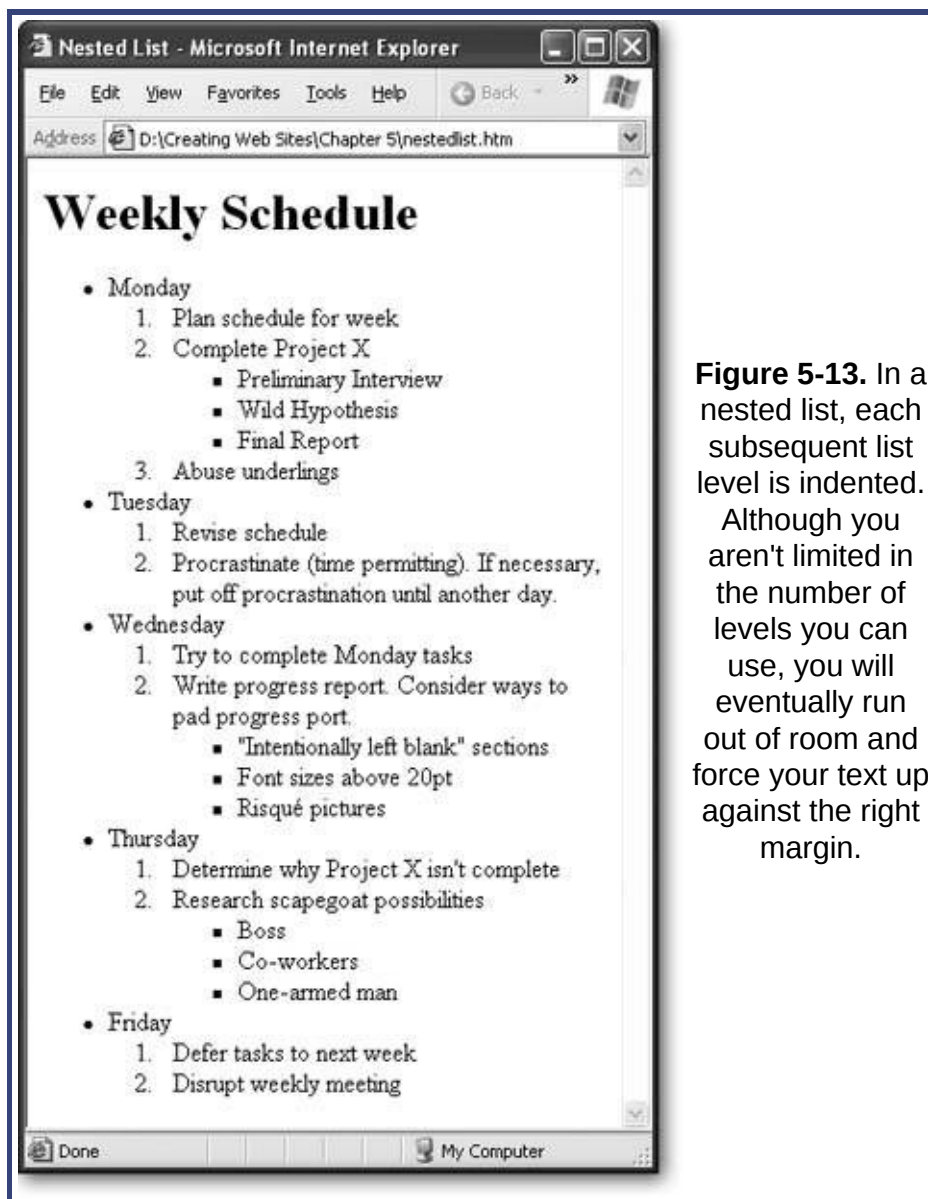 Nested List - Microsoft Internet Explorer
File Edit View Favorites Tools Help Back »
Address D:\Creating Web Sites\Chapter 5\nestedlist.htm
Weekly Schedule
• Monday
1. Plan schedule for week
2. Complete Project X
▪ Preliminary Interview
▪ Wild Hypothesis
▪ Final Report
3. Abuse underlings
• Tuesday
1. Revise schedule
2. Procrastinate (time permitting). If necessary,
put off procrastination until another day.
• Wednesday
1. Try to complete Monday tasks
2. Write progress report. Consider ways to
pad progress port.
▪ "Intentionally left blank" sections
▪ Font sizes above 20pt
▪ Risqué pictures
• Thursday
1. Determine why Project X isn't complete
2. Research scapegoat possibilities
▪ Boss
▪ Co-workers
▪ One-armed man
• Friday
1. Defer tasks to next week
2. Disrupt weekly meeting
Done My Computer
Figure 5-13. In a
nested list, each
subsequent list
level is indented.
Although you
aren't limited in
the number of
levels you can
use, you will
eventually run
out of room and
force your text up
against the right
margin.